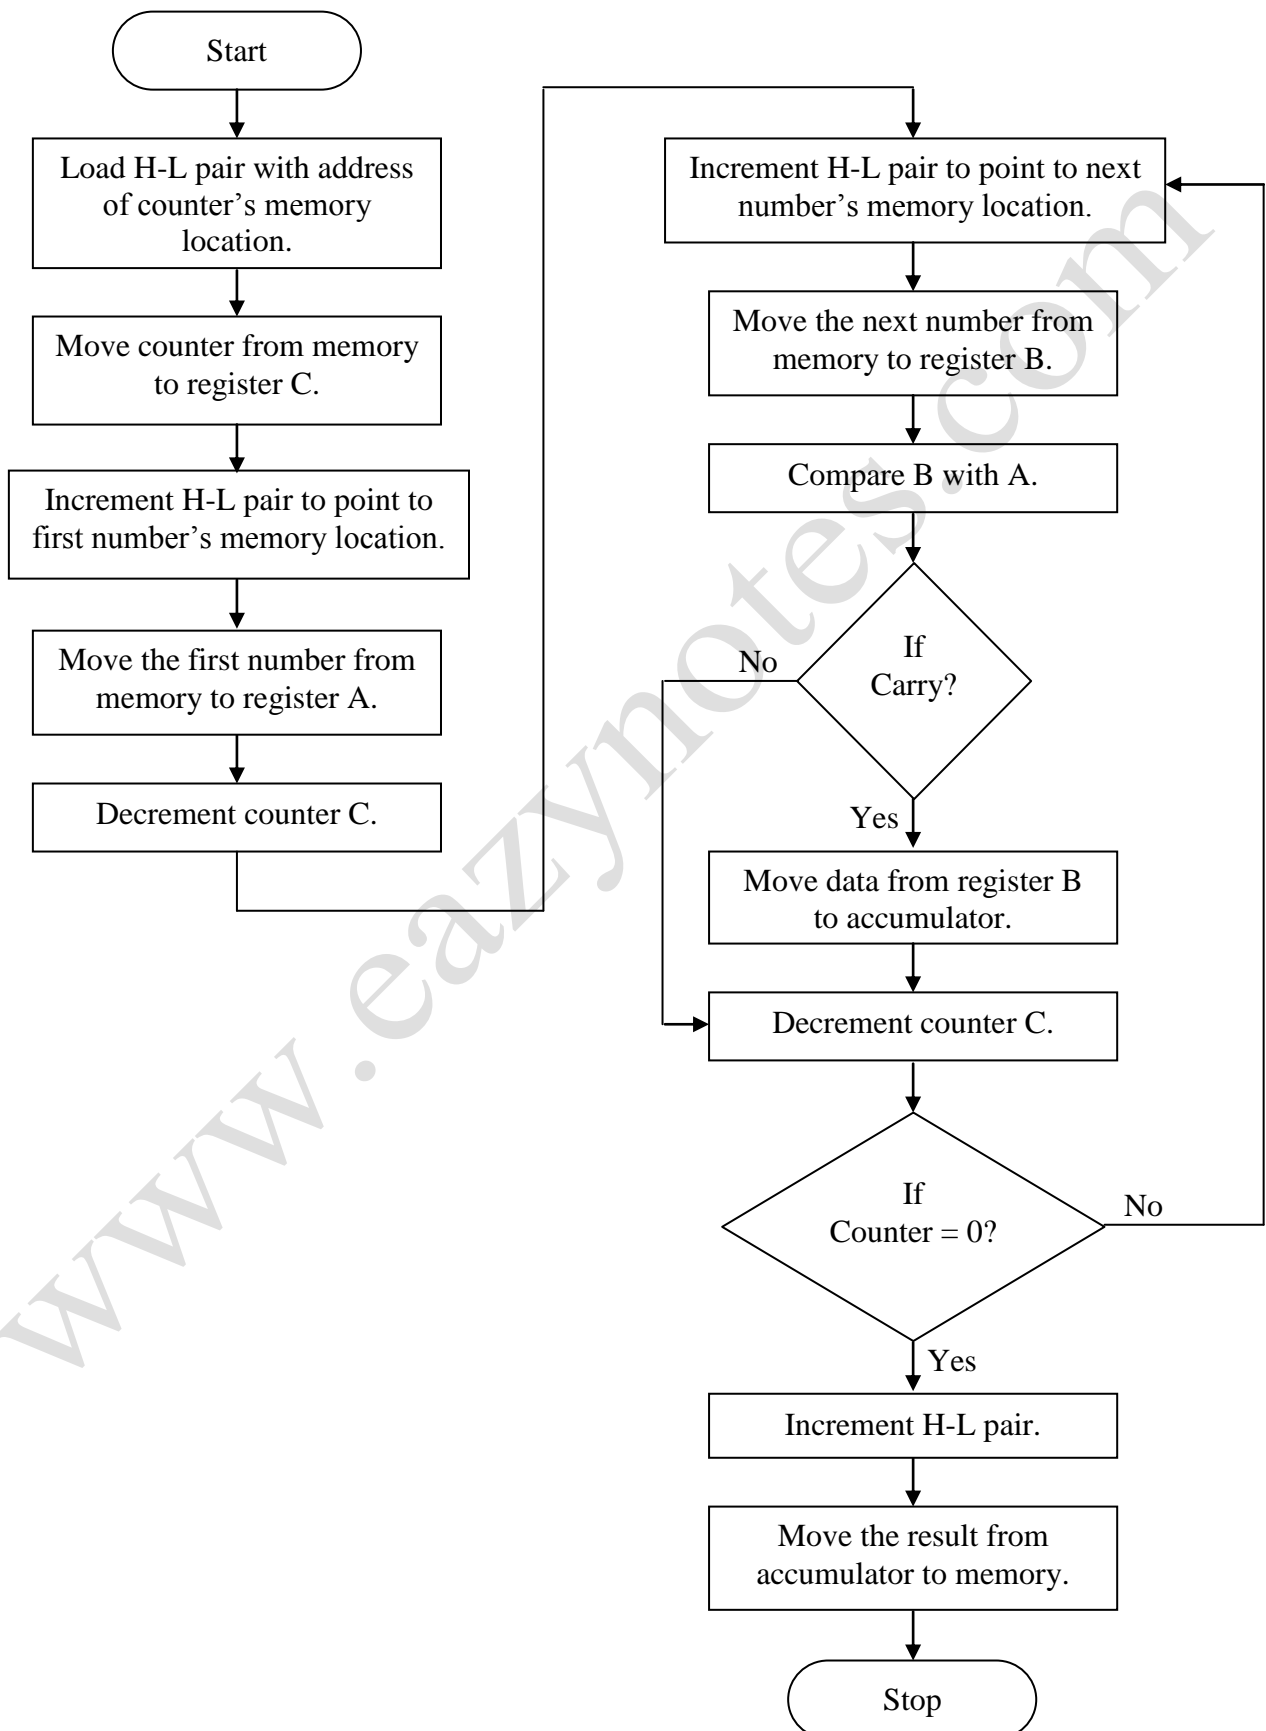 Start
Load H-L pair with address
of counter’s memory
location.
Move counter from memory
to register C.
Increment H-L pair to point to
first number’s memory location.
Move the first number from
memory to register A.
Decrement counter C.
Increment H-L pair to point to next
number’s memory location.
Move the next number from
memory to register B.
Compare B with A.
If
Carry?
No
Yes
Move data from register B
to accumulator.
Decrement counter C.
If
Counter = 0?
No
Yes
Increment H-L pair.
Move the result from
accumulator to memory.
Stop
www.eazynotes.com